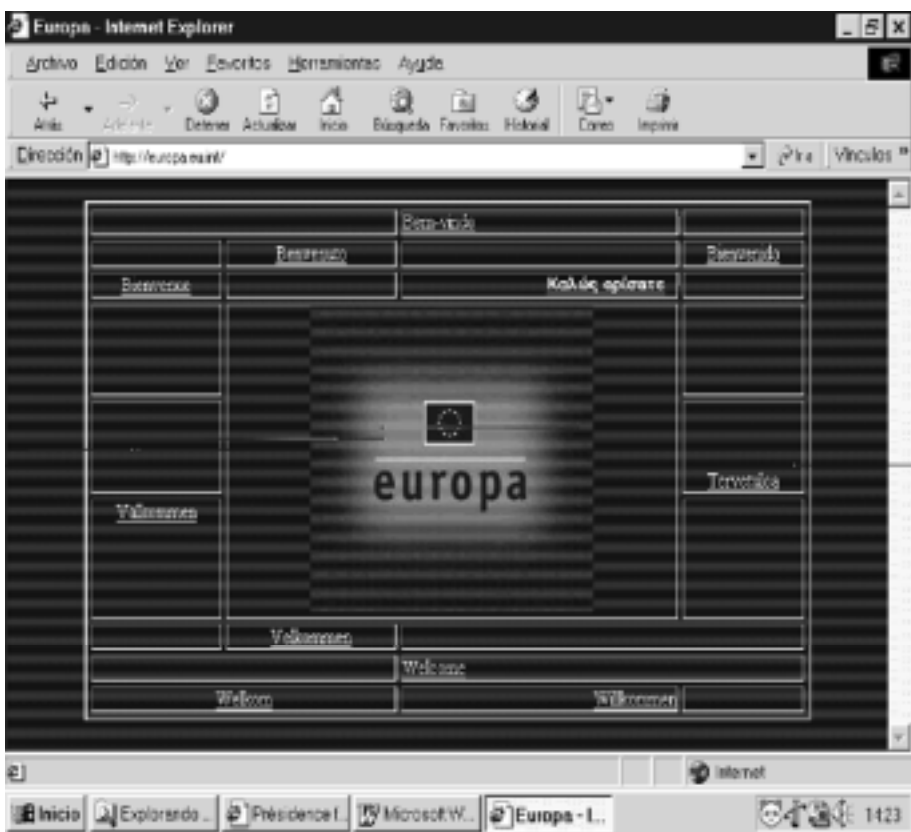 Europa - Internet Explorer
Archivo Edición Ver Favoritos Herramientas Ayuda
Atrás Adelante Detener Actualizar Inicio Búsqueda Favoritos Historial Correo Imprimir
Dirección http://europa.eu.int/ Ir a Vínculos »
Bem-vindo
Benvenuto Bienvenido
Bienvenue Καλώς ορίσατε
europa
Tervetuloa
Välkommen
Velkommen
Welcome
Welkom Willkommen
Internet
Inicio Explorando .. Présidence f... Microsoft W... Europa - I... 14:23